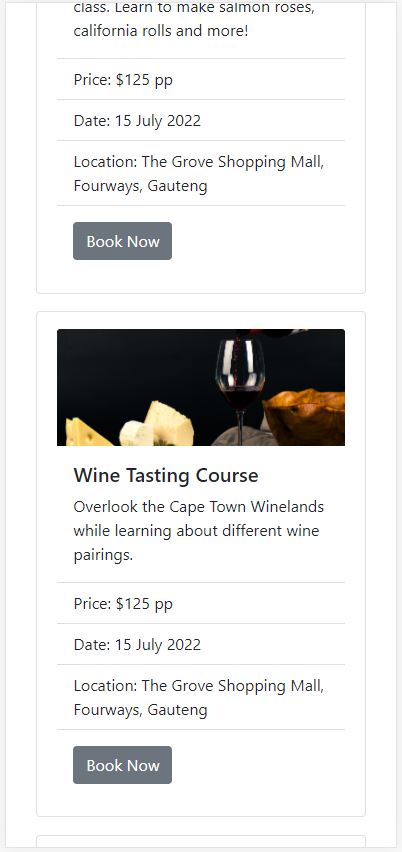 class. Learn to make salmon roses,
california rolls and more!
Price: $125 pp
Date: 15 July 2022
Location: The Grove Shopping Mall,
Fourways, Gauteng
Book Now
Wine Tasting Course
Overlook the Cape Town Winelands
while learning about different wine
pairings.
Price: $125 pp
Date: 15 July 2022
Location: The Grove Shopping Mall,
Fourways, Gauteng
Book Now